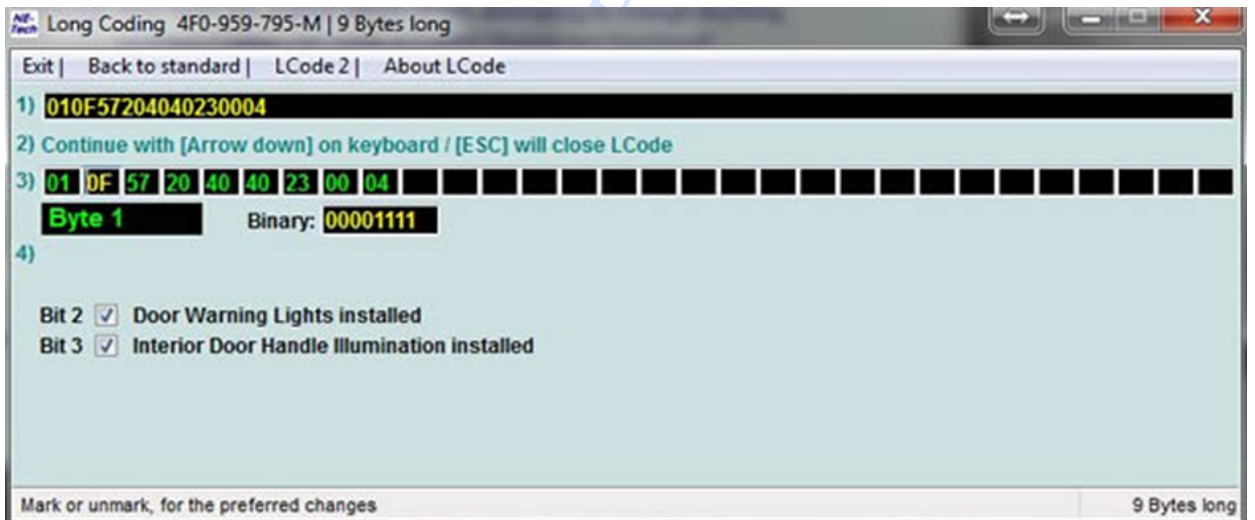 NE-Tech Long Coding 4F0-959-795-M | 9 Bytes long
Exit | Back to standard | LCode 2 | About LCode
1) 010F57204040230004
2) Continue with [Arrow down] on keyboard / [ESC] will close LCode
3) 01 0F 57 20 40 40 23 00 04
Byte 1 Binary: 00001111
4)
Bit 2 Door Warning Lights installed
Bit 3 Interior Door Handle Illumination installed
Mark or unmark, for the preferred changes 9 Bytes long